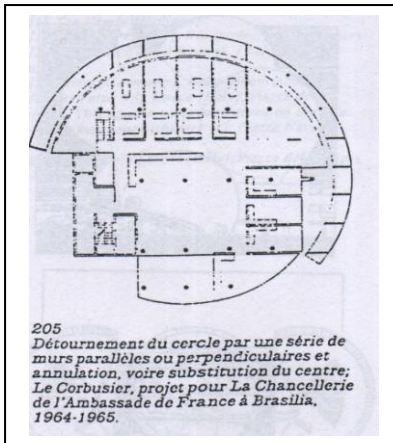 205
Détournement du cercle par une série de
murs parallèles ou perpendiculaires et
annulation, voire substitution du centre;
Le Corbusier, projet pour La Chancellerie
de l'Ambassade de France à Brasilia,
1964-1965.